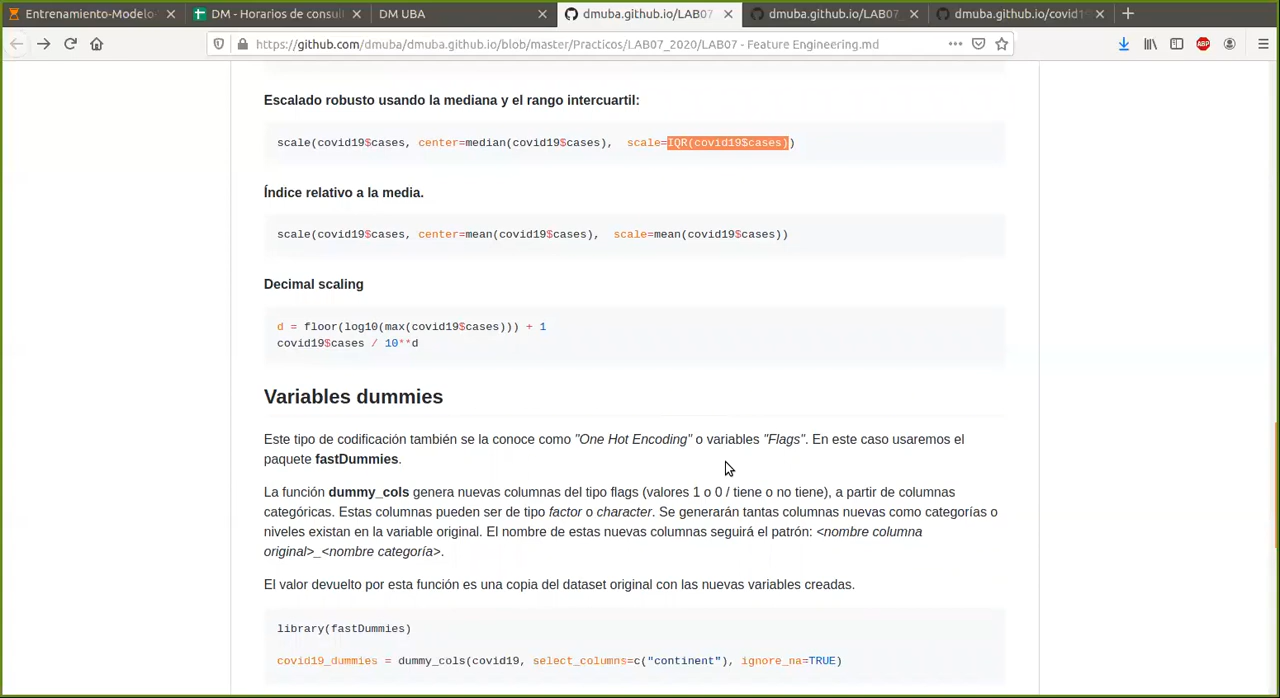 Entrenamiento-Modelo-
DM - Horarios de consul
DM UBA
dmuba.github.io/LAB07
dmuba.github.io/LAB07
dmuba.github.io/covid1
https://github.com/dmuba/dmuba.github.io/blob/master/Practicos/LAB07_2020/LAB07 - Feature Engineering.md
ABP
Escalado robusto usando la mediana y el rango intercuartil:
scale(covid19$cases, center=median(covid19$cases), scale=IQR(covid19$cases))
Índice relativo a la media.
scale(covid19$cases, center=mean(covid19$cases), scale=mean(covid19$cases))
Decimal scaling
d = floor(log10(max(covid19$cases))) + 1
covid19$cases / 10**d
Variables dummies
Este tipo de codificación también se la conoce como "One Hot Encoding" o variables "Flags". En este caso usaremos el
paquete fastDummies.
La función dummy_cols genera nuevas columnas del tipo flags (valores 1 o 0 / tiene o no tiene), a partir de columnas
categóricas. Estas columnas pueden ser de tipo factor o character. Se generarán tantas columnas nuevas como categorías o
niveles existan en la variable original. El nombre de estas nuevas columnas seguirá el patrón: <nombre columna
original>_<nombre categoría>.
El valor devuelto por esta función es una copia del dataset original con las nuevas variables creadas.
library(fastDummies)
covid19_dummies = dummy_cols(covid19, select_columns=c("continent"), ignore_na=TRUE)